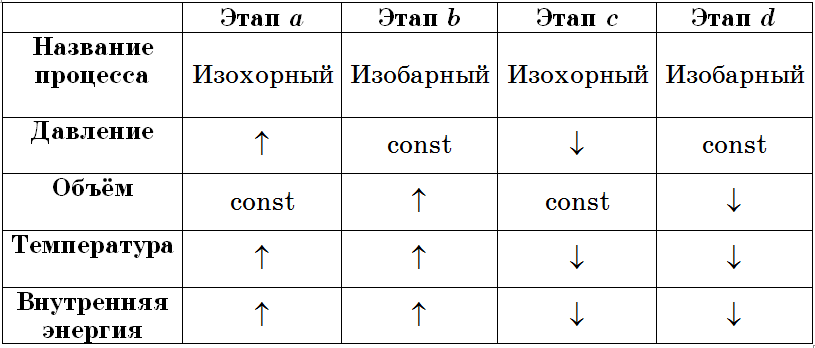 Этап a Этап b Этап c Этап d
Название
процесса
Изохорный Изобарный Изохорный Изобарный
Давление
↑ const ↓ const
Объём
const ↑ const ↓
Температура
↑ ↑ ↓ ↓
Внутренняя
энергия
↑ ↑ ↓ ↓